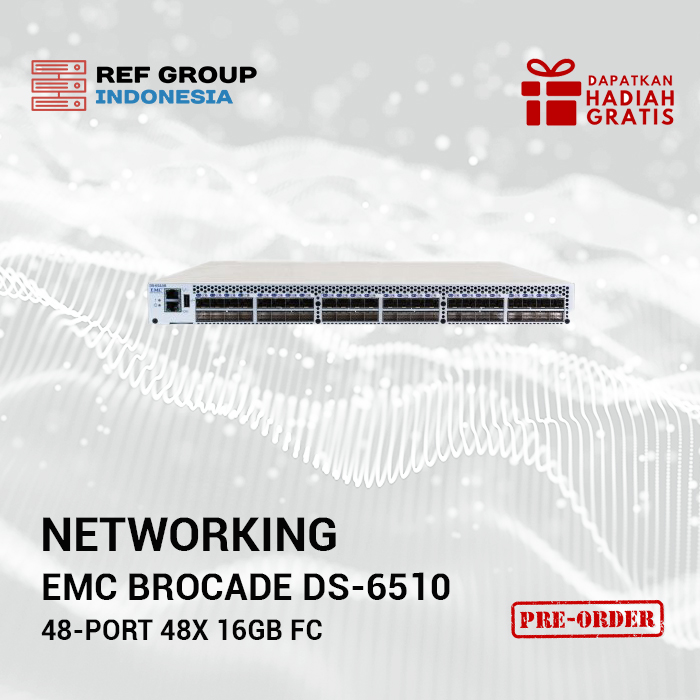 REF GROUP
INDONESIA
DAPATKAN
HADIAH
GRATIS
EMC
NETWORKING
EMC BROCADE DS-6510
48-PORT 48X 16GB FC
PRE-ORDER